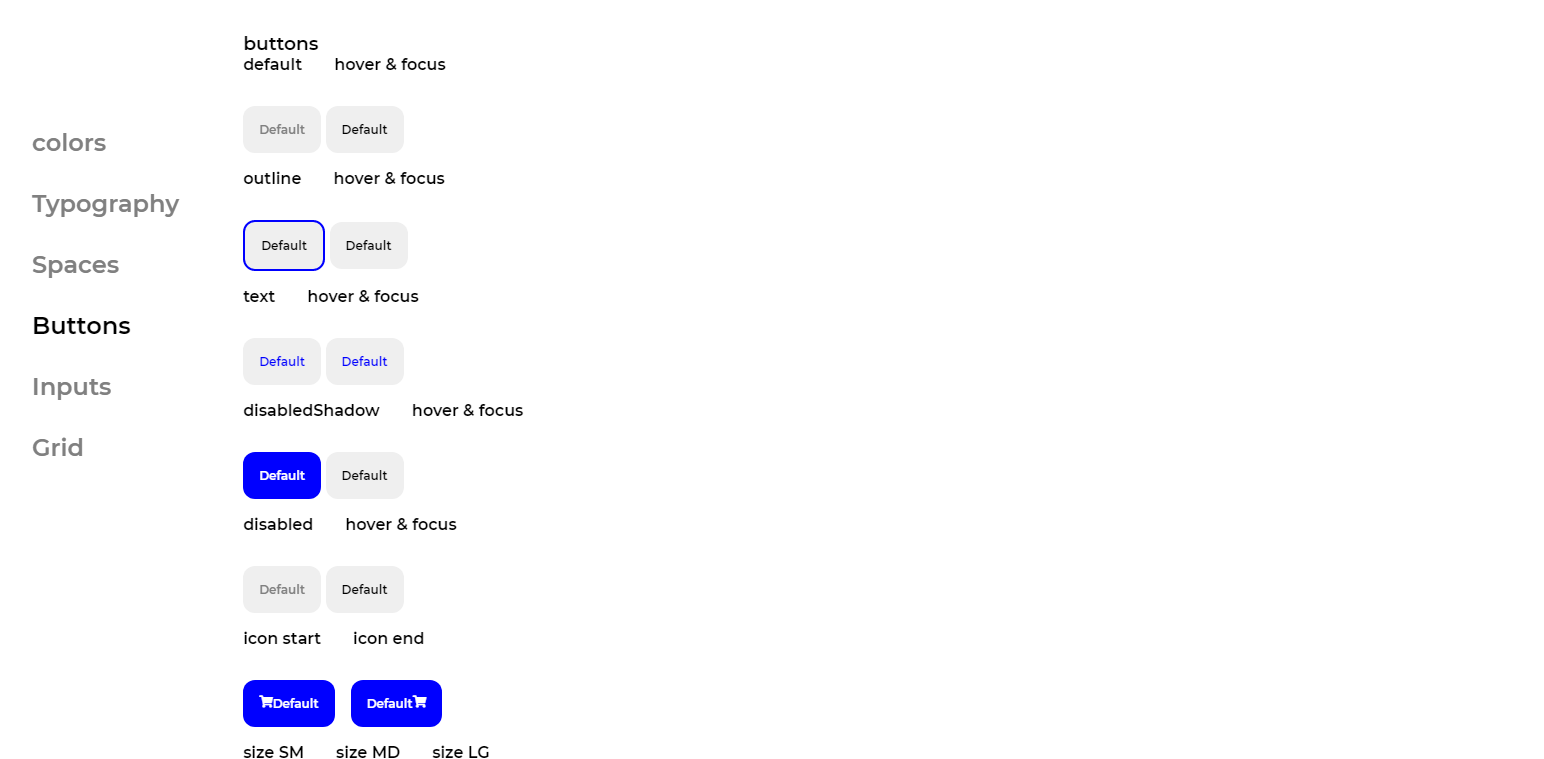 colors
Typography
Spaces
Buttons
Inputs
Grid
buttons
default hover & focus
Default Default
outline hover & focus
Default Default
text hover & focus
Default Default
disabledShadow hover & focus
Default Default
disabled hover & focus
Default Default
icon start icon end
Default Default
size SM size MD size LG